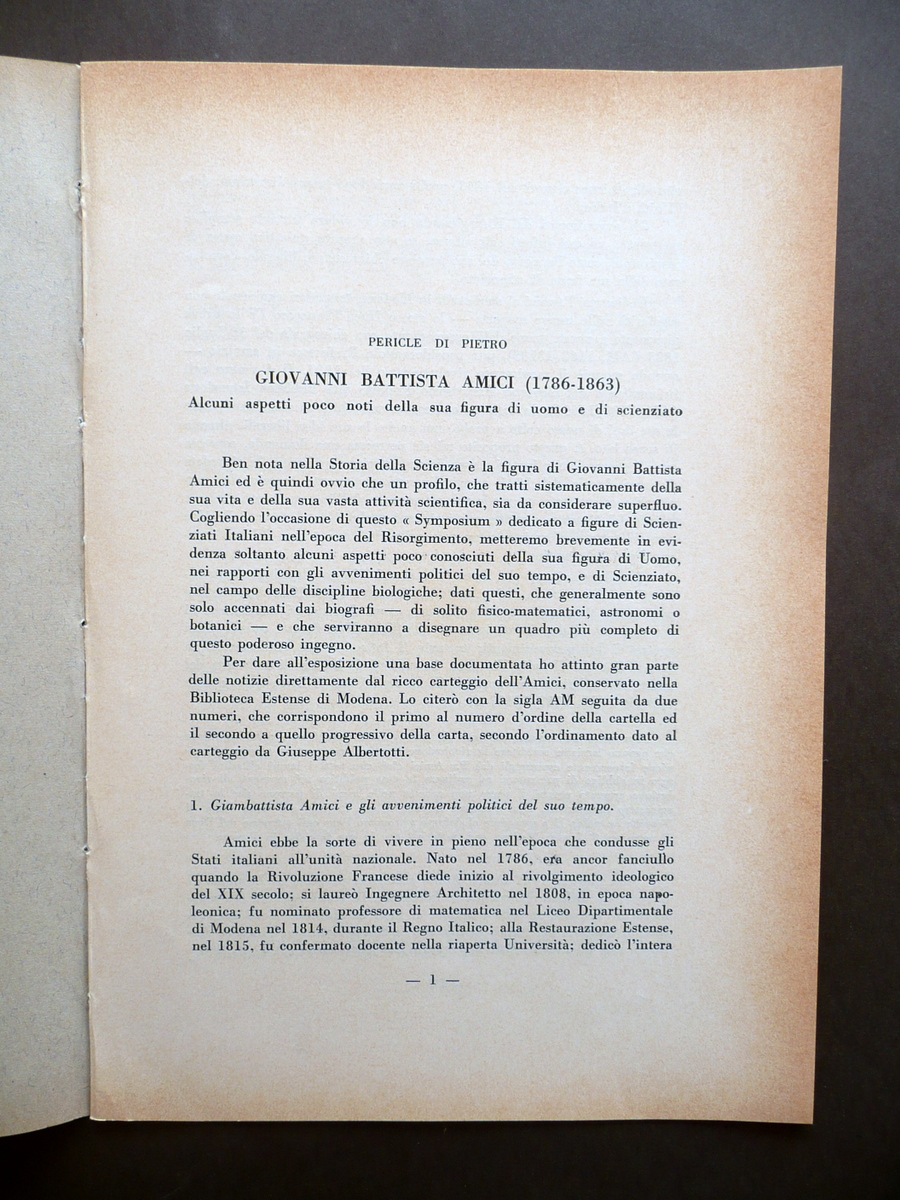 PERICLE DI PIETRO
GIOVANNI BATTISTA AMICI (1786-1863)
Alcuni aspetti poco noti della sua figura di uomo e di scienziato
Ben nota nella Storia della Scienza è la figura di Giovanni Battista
Amici ed è quindi ovvio che un profilo, che tratti sistematicamente della
sua vita e della sua vasta attività scientifica, sia da considerare superfluo.
Cogliendo l'occasione di questo « Symposium » dedicato a figure di Scien-
ziati Italiani nell'epoca del Risorgimento, metteremo brevemente in evi-
denza soltanto alcuni aspetti poco conosciuti della sua figura di Uomo,
nei rapporti con gli avvenimenti politici del suo tempo, e di Scienziato,
nel campo delle discipline biologiche; dati questi, che generalmente sono
solo accennati dai biografi — di solito fisico-matematici, astronomi o
botanici — e che serviranno a disegnare un quadro più completo di
questo poderoso ingegno.
Per dare all'esposizione una base documentata ho attinto gran parte
delle notizie direttamente dal ricco carteggio dell'Amici, conservato nella
Biblioteca Estense di Modena. Lo citerò con la sigla AM seguita da due
numeri, che corrispondono il primo al numero d'ordine della cartella ed
il secondo a quello progressivo della carta, secondo l'ordinamento dato al
carteggio da Giuseppe Albertotti.
1. Giambattista Amici e gli avvenimenti politici del suo tempo.
Amici ebbe la sorte di vivere in pieno nell'epoca che condusse gli
Stati italiani all'unità nazionale. Nato nel 1786, era ancor fanciullo
quando la Rivoluzione Francese diede inizio al rivolgimento ideologico
del XIX secolo; si laureò Ingegnere Architetto nel 1808, in epoca napo-
leonica; fu nominato professore di matematica nel Liceo Dipartimentale
di Modena nel 1814, durante il Regno Italico; alla Restaurazione Estense,
nel 1815, fu confermato docente nella riaperta Università; dedicò l'intera
— 1 —